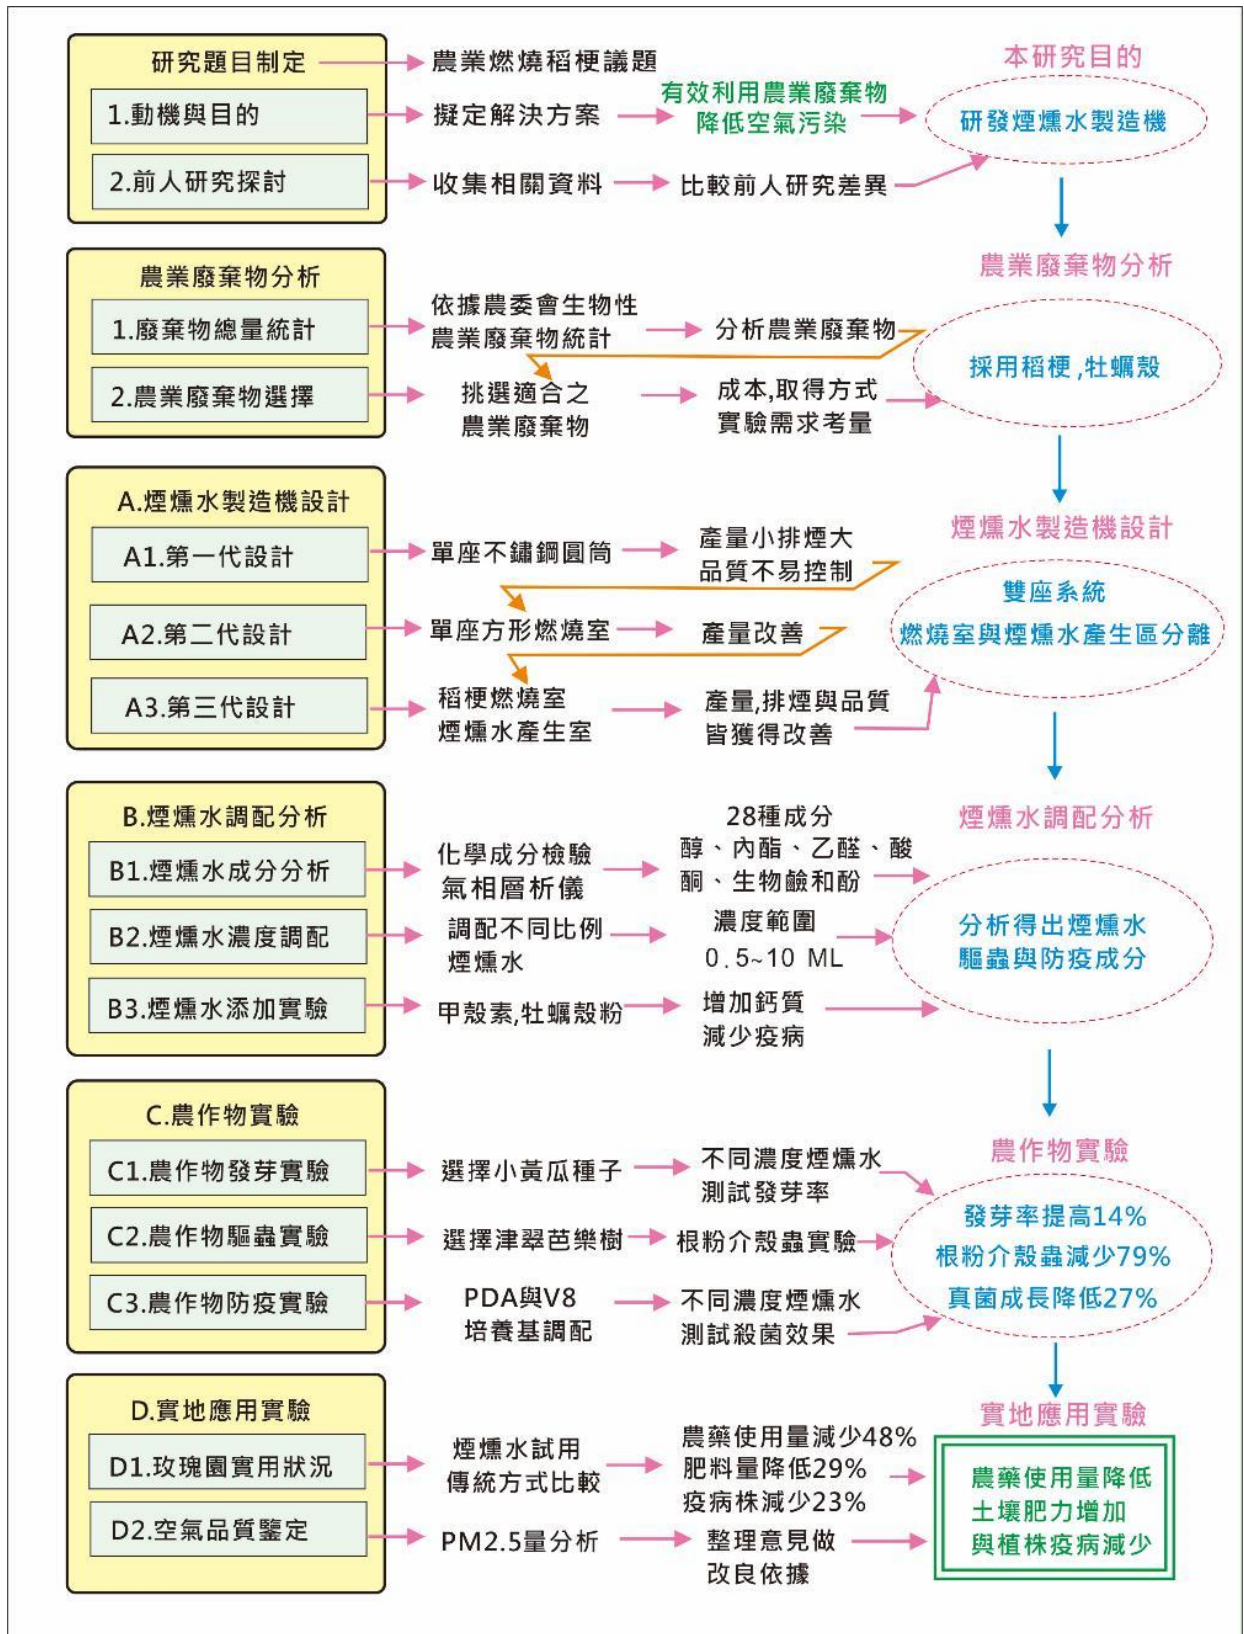 研究題目制定
農業燃燒稻梗議題
本研究目的
1.動機與目的
擬定解決方案
有效利用農業廢棄物
降低空氣污染
研發煙燻水製造機
2.前人研究探討
收集相關資料
比較前人研究差異
農業廢棄物分析
農業廢棄物分析
1.廢棄物總量統計
依據農委會生物性
農業廢棄物統計
分析農業廢棄物
採用稻梗,牡蠣殼
2.農業廢棄物選擇
挑選適合之
農業廢棄物
成本,取得方式
實驗需求考量
A.煙燻水製造機設計
煙燻水製造機設計
A1.第一代設計
單座不鏽鋼圓筒
產量小排煙大
品質不易控制
雙座系統
燃燒室與煙燻水產生區分離
A2.第二代設計
單座方形燃燒室
產量改善
A3.第三代設計
稻梗燃燒室
煙燻水產生室
產量,排煙與品質
皆獲得改善
B.煙燻水調配分析
煙燻水調配分析
B1.煙燻水成分分析
化學成分檢驗
氣相層析儀
28種成分
醇、內酯、乙醛、酸
酮、生物鹼和酚
B2.煙燻水濃度調配
調配不同比例
煙燻水
濃度範圍
0.5~10 ML
分析得出煙燻水
驅蟲與防疫成分
B3.煙燻水添加實驗
甲殼素,牡蠣殼粉
增加鈣質
減少疫病
C.農作物實驗
農作物實驗
C1.農作物發芽實驗
選擇小黃瓜種子
不同濃度煙燻水
測試發芽率
發芽率提高14%
根粉介殼蟲減少79%
真菌成長降低27%
C2.農作物驅蟲實驗
選擇津翠芭樂樹
根粉介殼蟲實驗
C3.農作物防疫實驗
PDA與V8
培養基調配
不同濃度煙燻水
測試殺菌效果
D.實地應用實驗
實地應用實驗
D1.玫瑰園實用狀況
煙燻水試用
傳統方式比較
農藥使用量減少48%
肥料量降低29%
疫病株減少23%
農藥使用量降低
土壤肥力增加
與植株疫病減少
D2.空氣品質鑒定
PM2.5量分析
整理意見做
改良依據